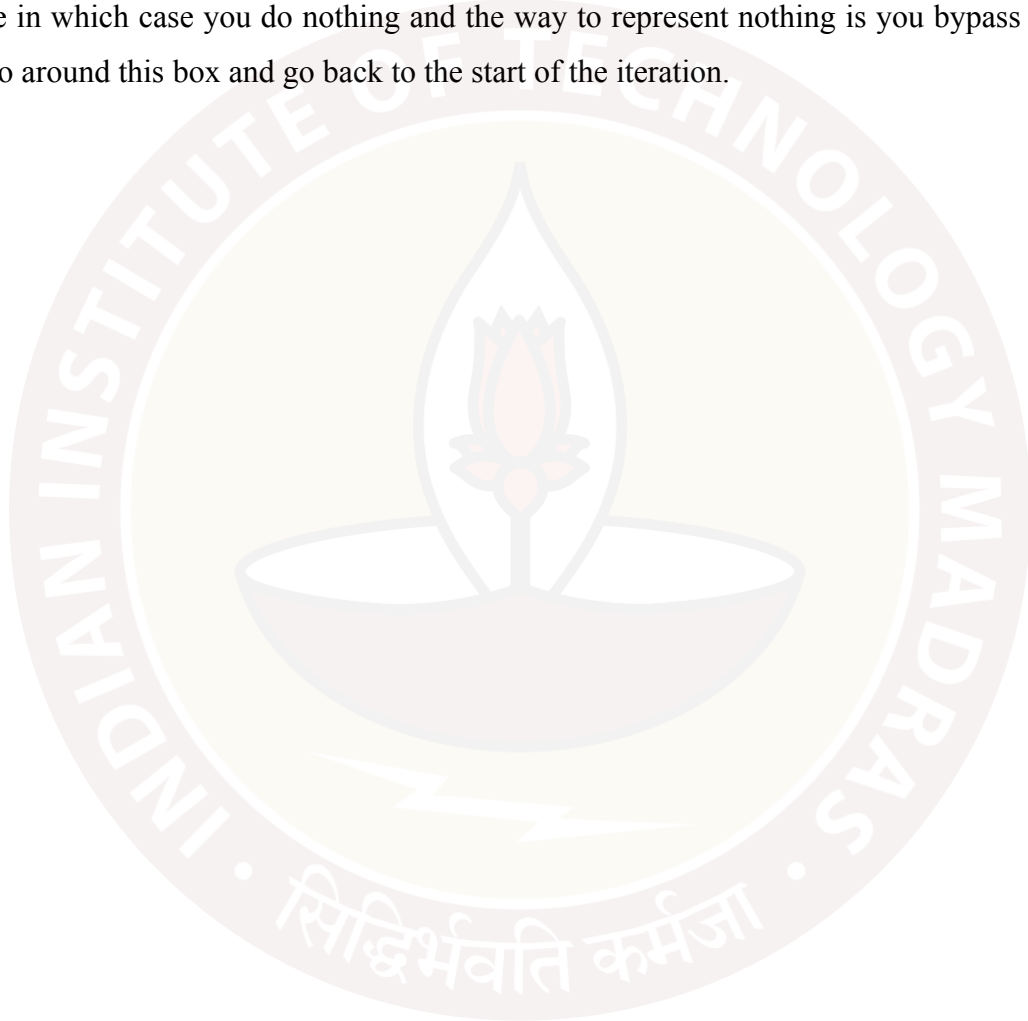 e in which case you do nothing and the way to represent nothing is you bypass
o around this box and go back to the start of the iteration.
INDIAN INSTITUTE OF TECHNOLOGY MADRAS
सिद्धिर्भवति कर्मजा